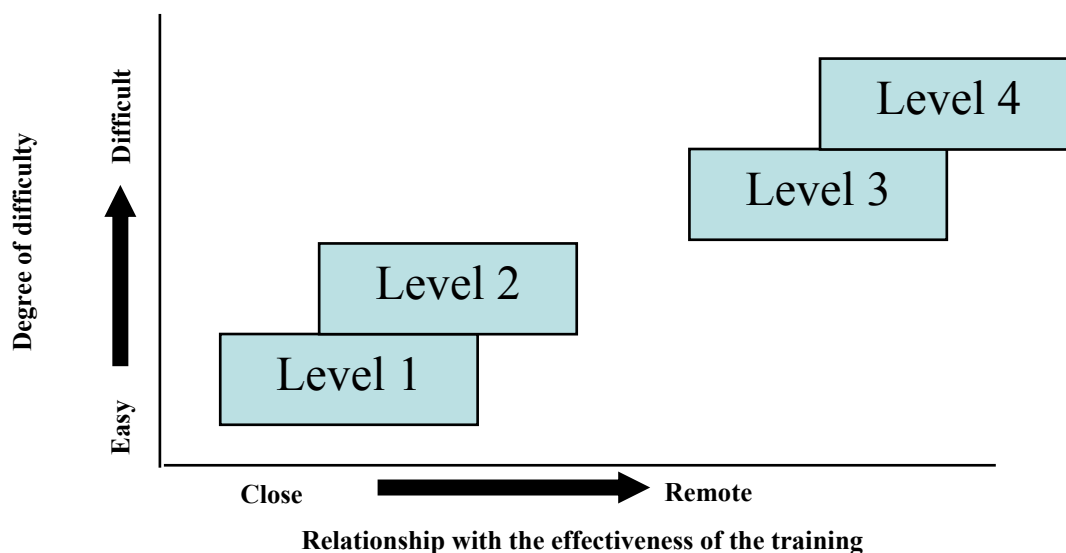 Degree of difficulty
Difficult
Easy
Level 4
Level 3
Level 2
Level 1
Close
Remote
Relationship with the effectiveness of the training